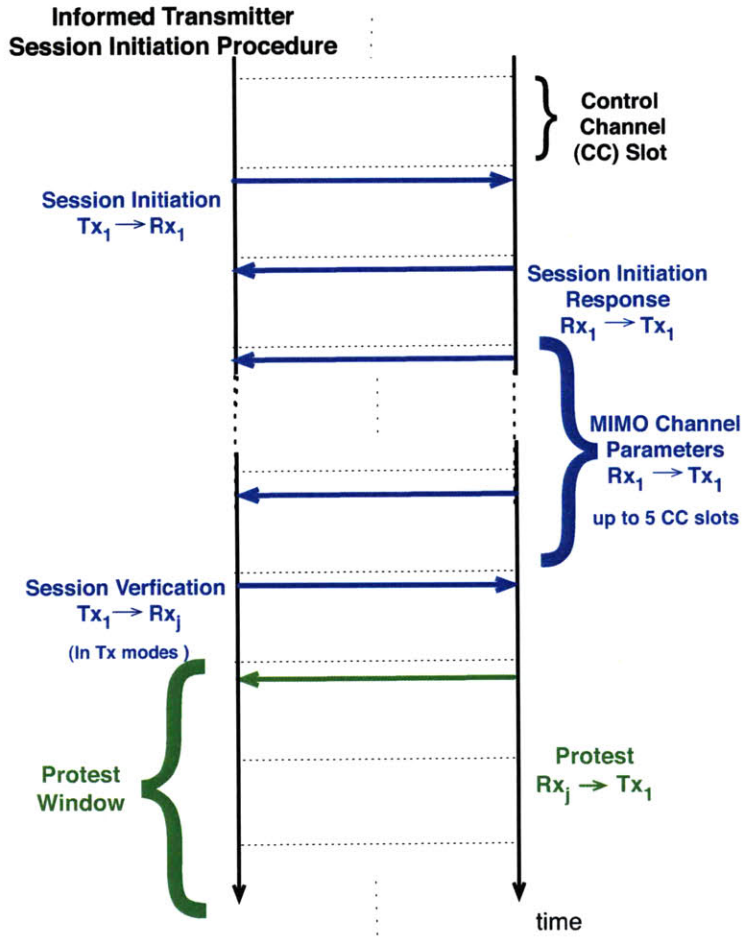 Informed Transmitter
Session Initiation Procedure
Control
Channel
(CC) Slot
Session Initiation
Tx₁ → Rx₁
Session Initiation
Response
Rx₁ → Tx₁
MIMO Channel
Parameters
Rx₁ → Tx₁
up to 5 CC slots
Session Verfication
Tx₁ → Rxⱼ
(In Tx modes )
Protest
Window
Protest
Rxⱼ → Tx₁
time